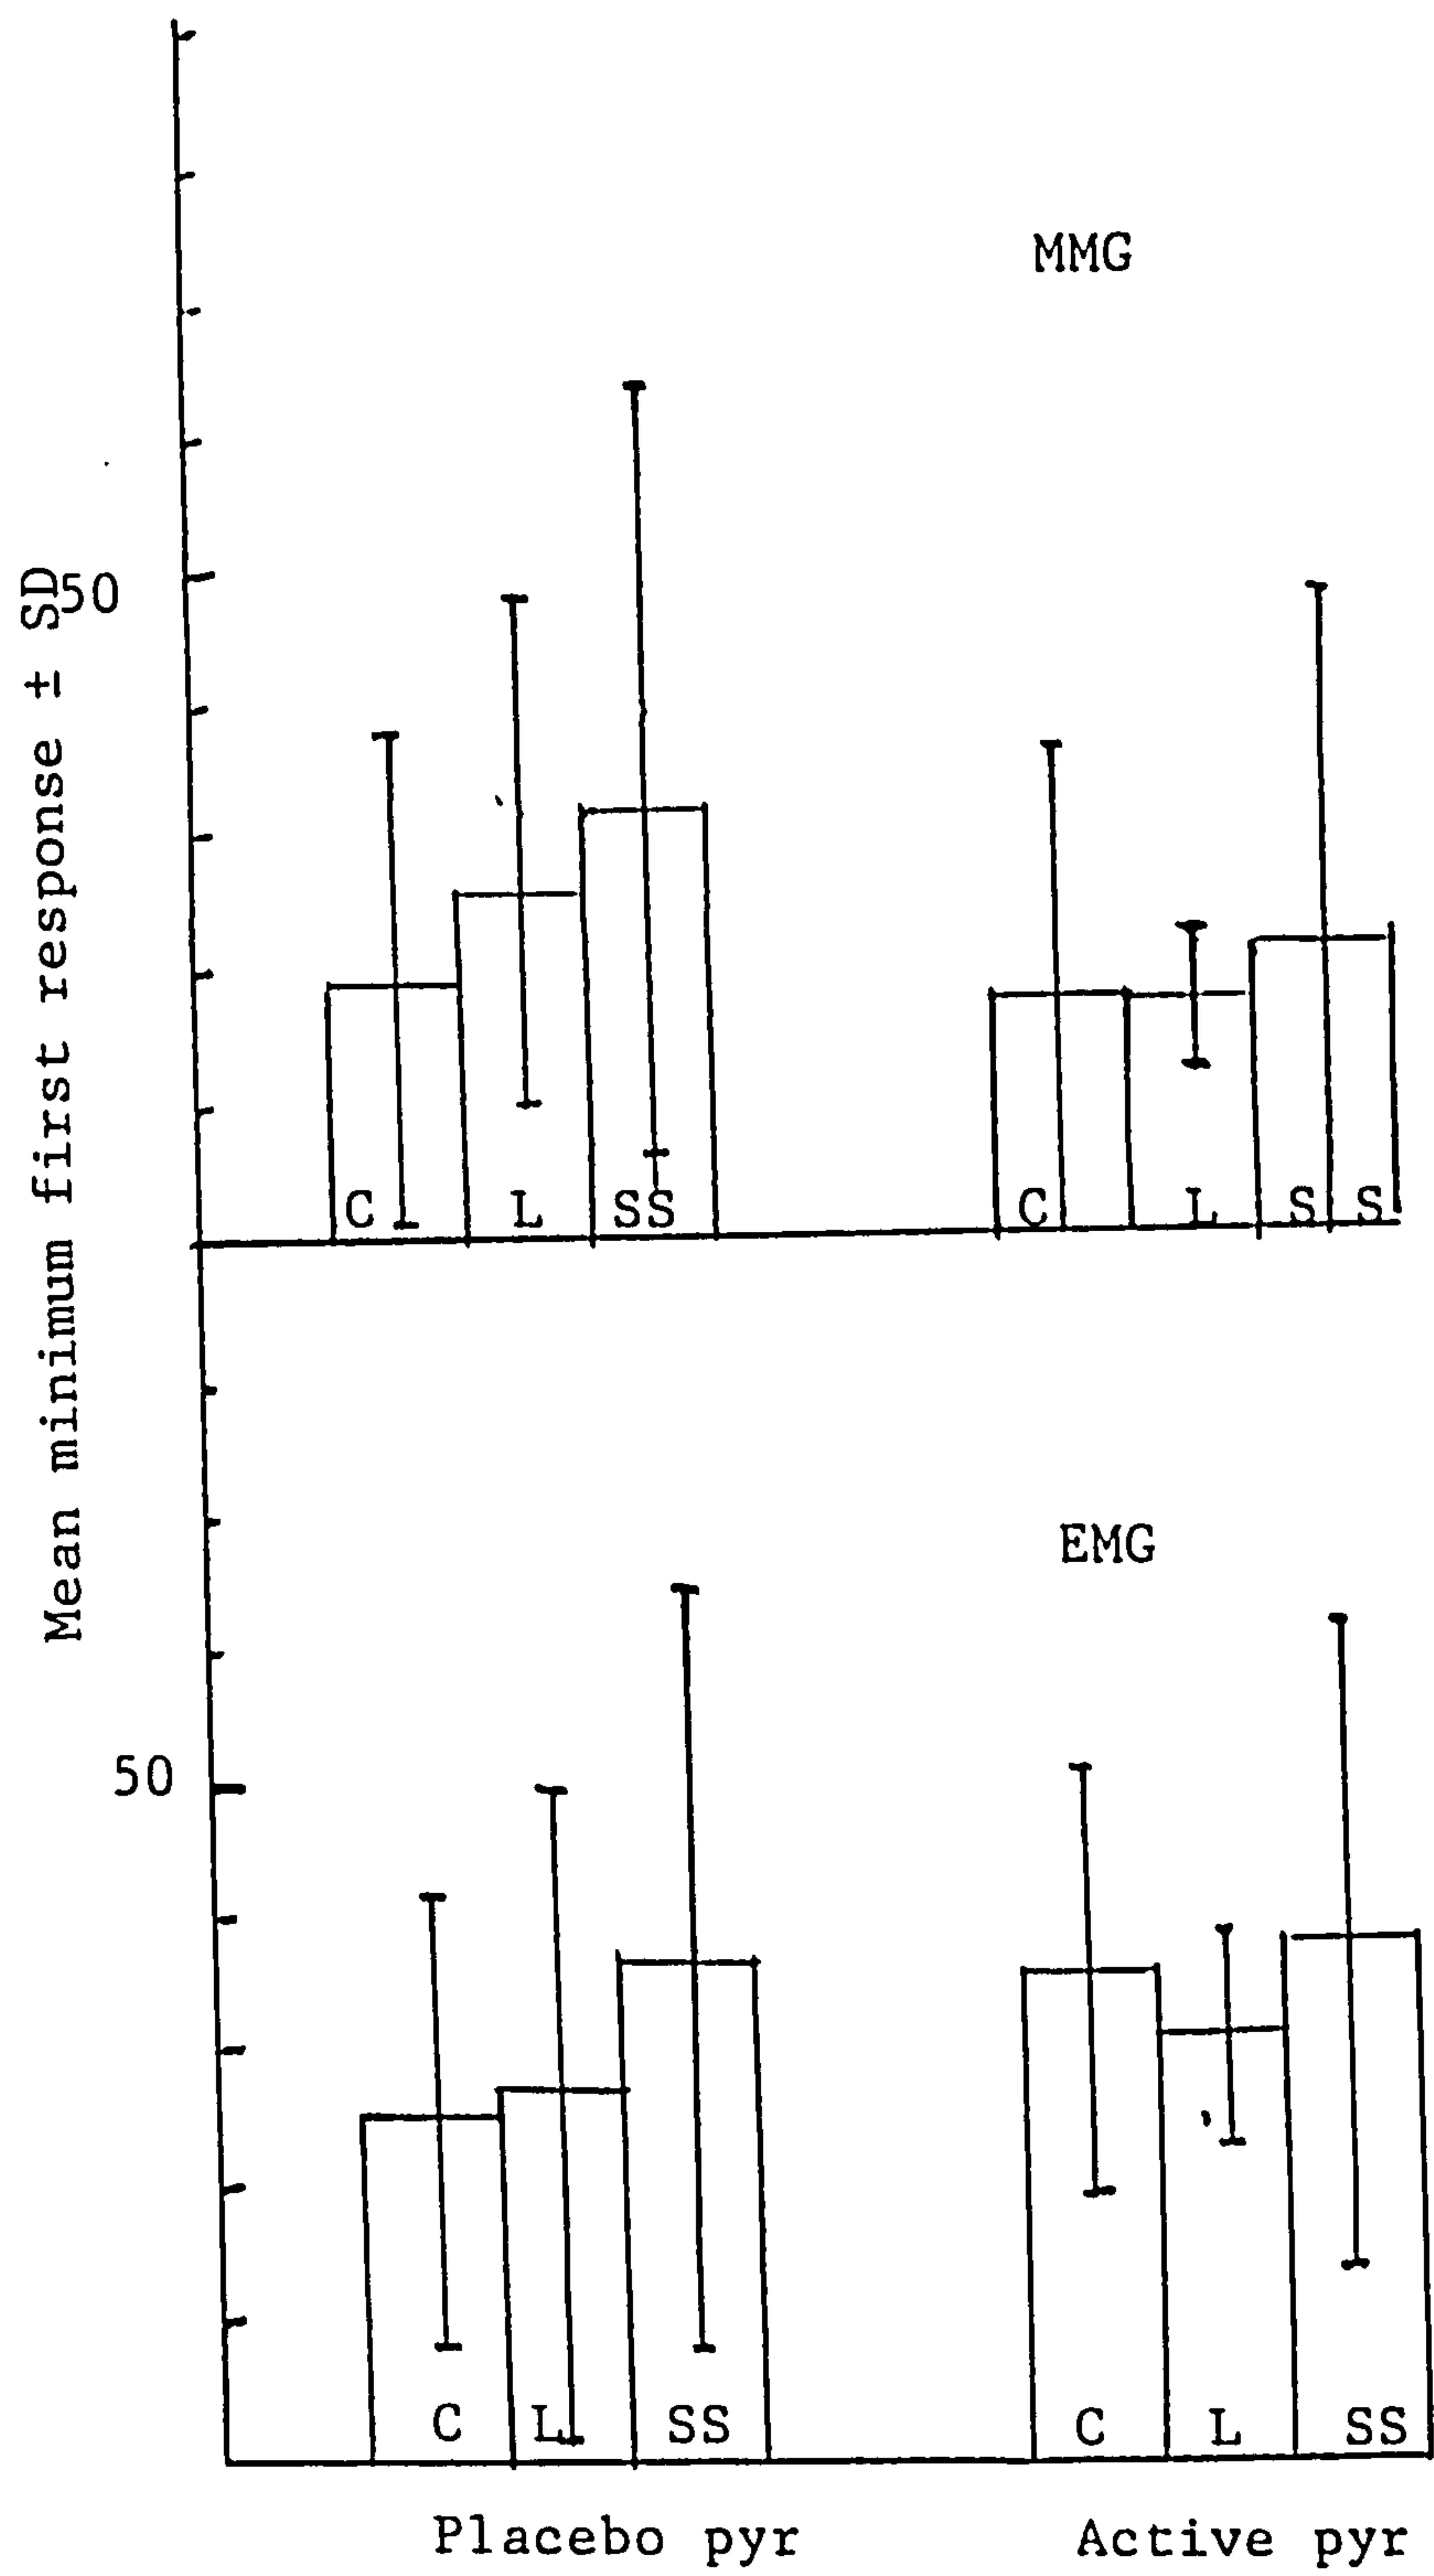 Mean minimum first response ± SD
MMG
50
C L SS
C L S S
EMG
50
C L SS
C L SS
Placebo pyr
Active pyr